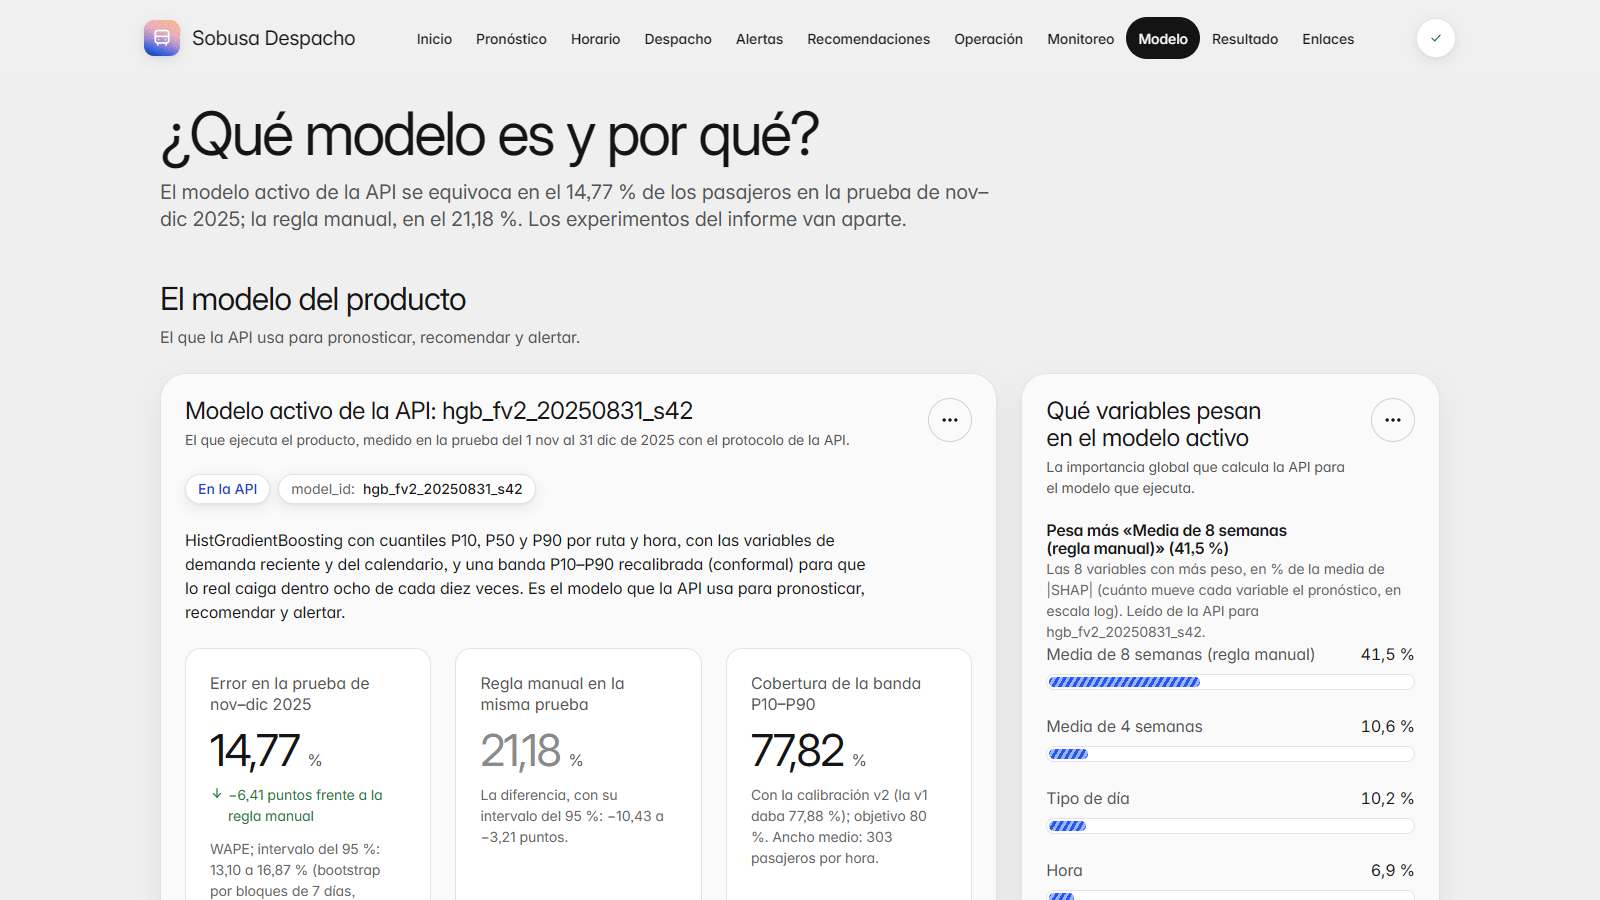 Sobusa Despacho
Inicio
Pronóstico
Horario
Despacho
Alertas
Recomendaciones
Operación
Monitoreo
Modelo
Resultado
Enlaces
¿Qué modelo es y por qué?
El modelo activo de la API se equivoca en el 14,77 % de los pasajeros en la prueba de nov–
dic 2025; la regla manual, en el 21,18 %. Los experimentos del informe van aparte.
El modelo del producto
El que la API usa para pronosticar, recomendar y alertar.
Modelo activo de la API: hgb_fv2_20250831_s42
El que ejecuta el producto, medido en la prueba del 1 nov al 31 dic de 2025 con el protocolo de la API.
En la API
model_id: hgb_fv2_20250831_s42
HistGradientBoosting con cuantiles P10, P50 y P90 por ruta y hora, con las variables de
demanda reciente y del calendario, y una banda P10–P90 recalibrada (conformal) para que
lo real caiga dentro ocho de cada diez veces. Es el modelo que la API usa para pronosticar,
recomendar y alertar.
Error en la prueba de
nov–dic 2025
14,77 %
−6,41 puntos frente a la
regla manual
WAPE; intervalo del 95 %:
13,10 a 16,87 % (bootstrap
por bloques de 7 días,
Regla manual en la
misma prueba
21,18 %
La diferencia, con su
intervalo del 95 %: −10,43 a
−3,21 puntos.
Cobertura de la banda
P10–P90
77,82 %
Con la calibración v2 (la v1
daba 77,88 %); objetivo 80
%. Ancho medio: 303
pasajeros por hora.
Qué variables pesan
en el modelo activo
La importancia global que calcula la API para
el modelo que ejecuta.
Pesa más «Media de 8 semanas
(regla manual)» (41,5 %)
Las 8 variables con más peso, en % de la media de
|SHAP| (cuánto mueve cada variable el pronóstico, en
escala log). Leído de la API para
hgb_fv2_20250831_s42.
Media de 8 semanas (regla manual) 41,5 %
Media de 4 semanas 10,6 %
Tipo de día 10,2 %
Hora 6,9 %